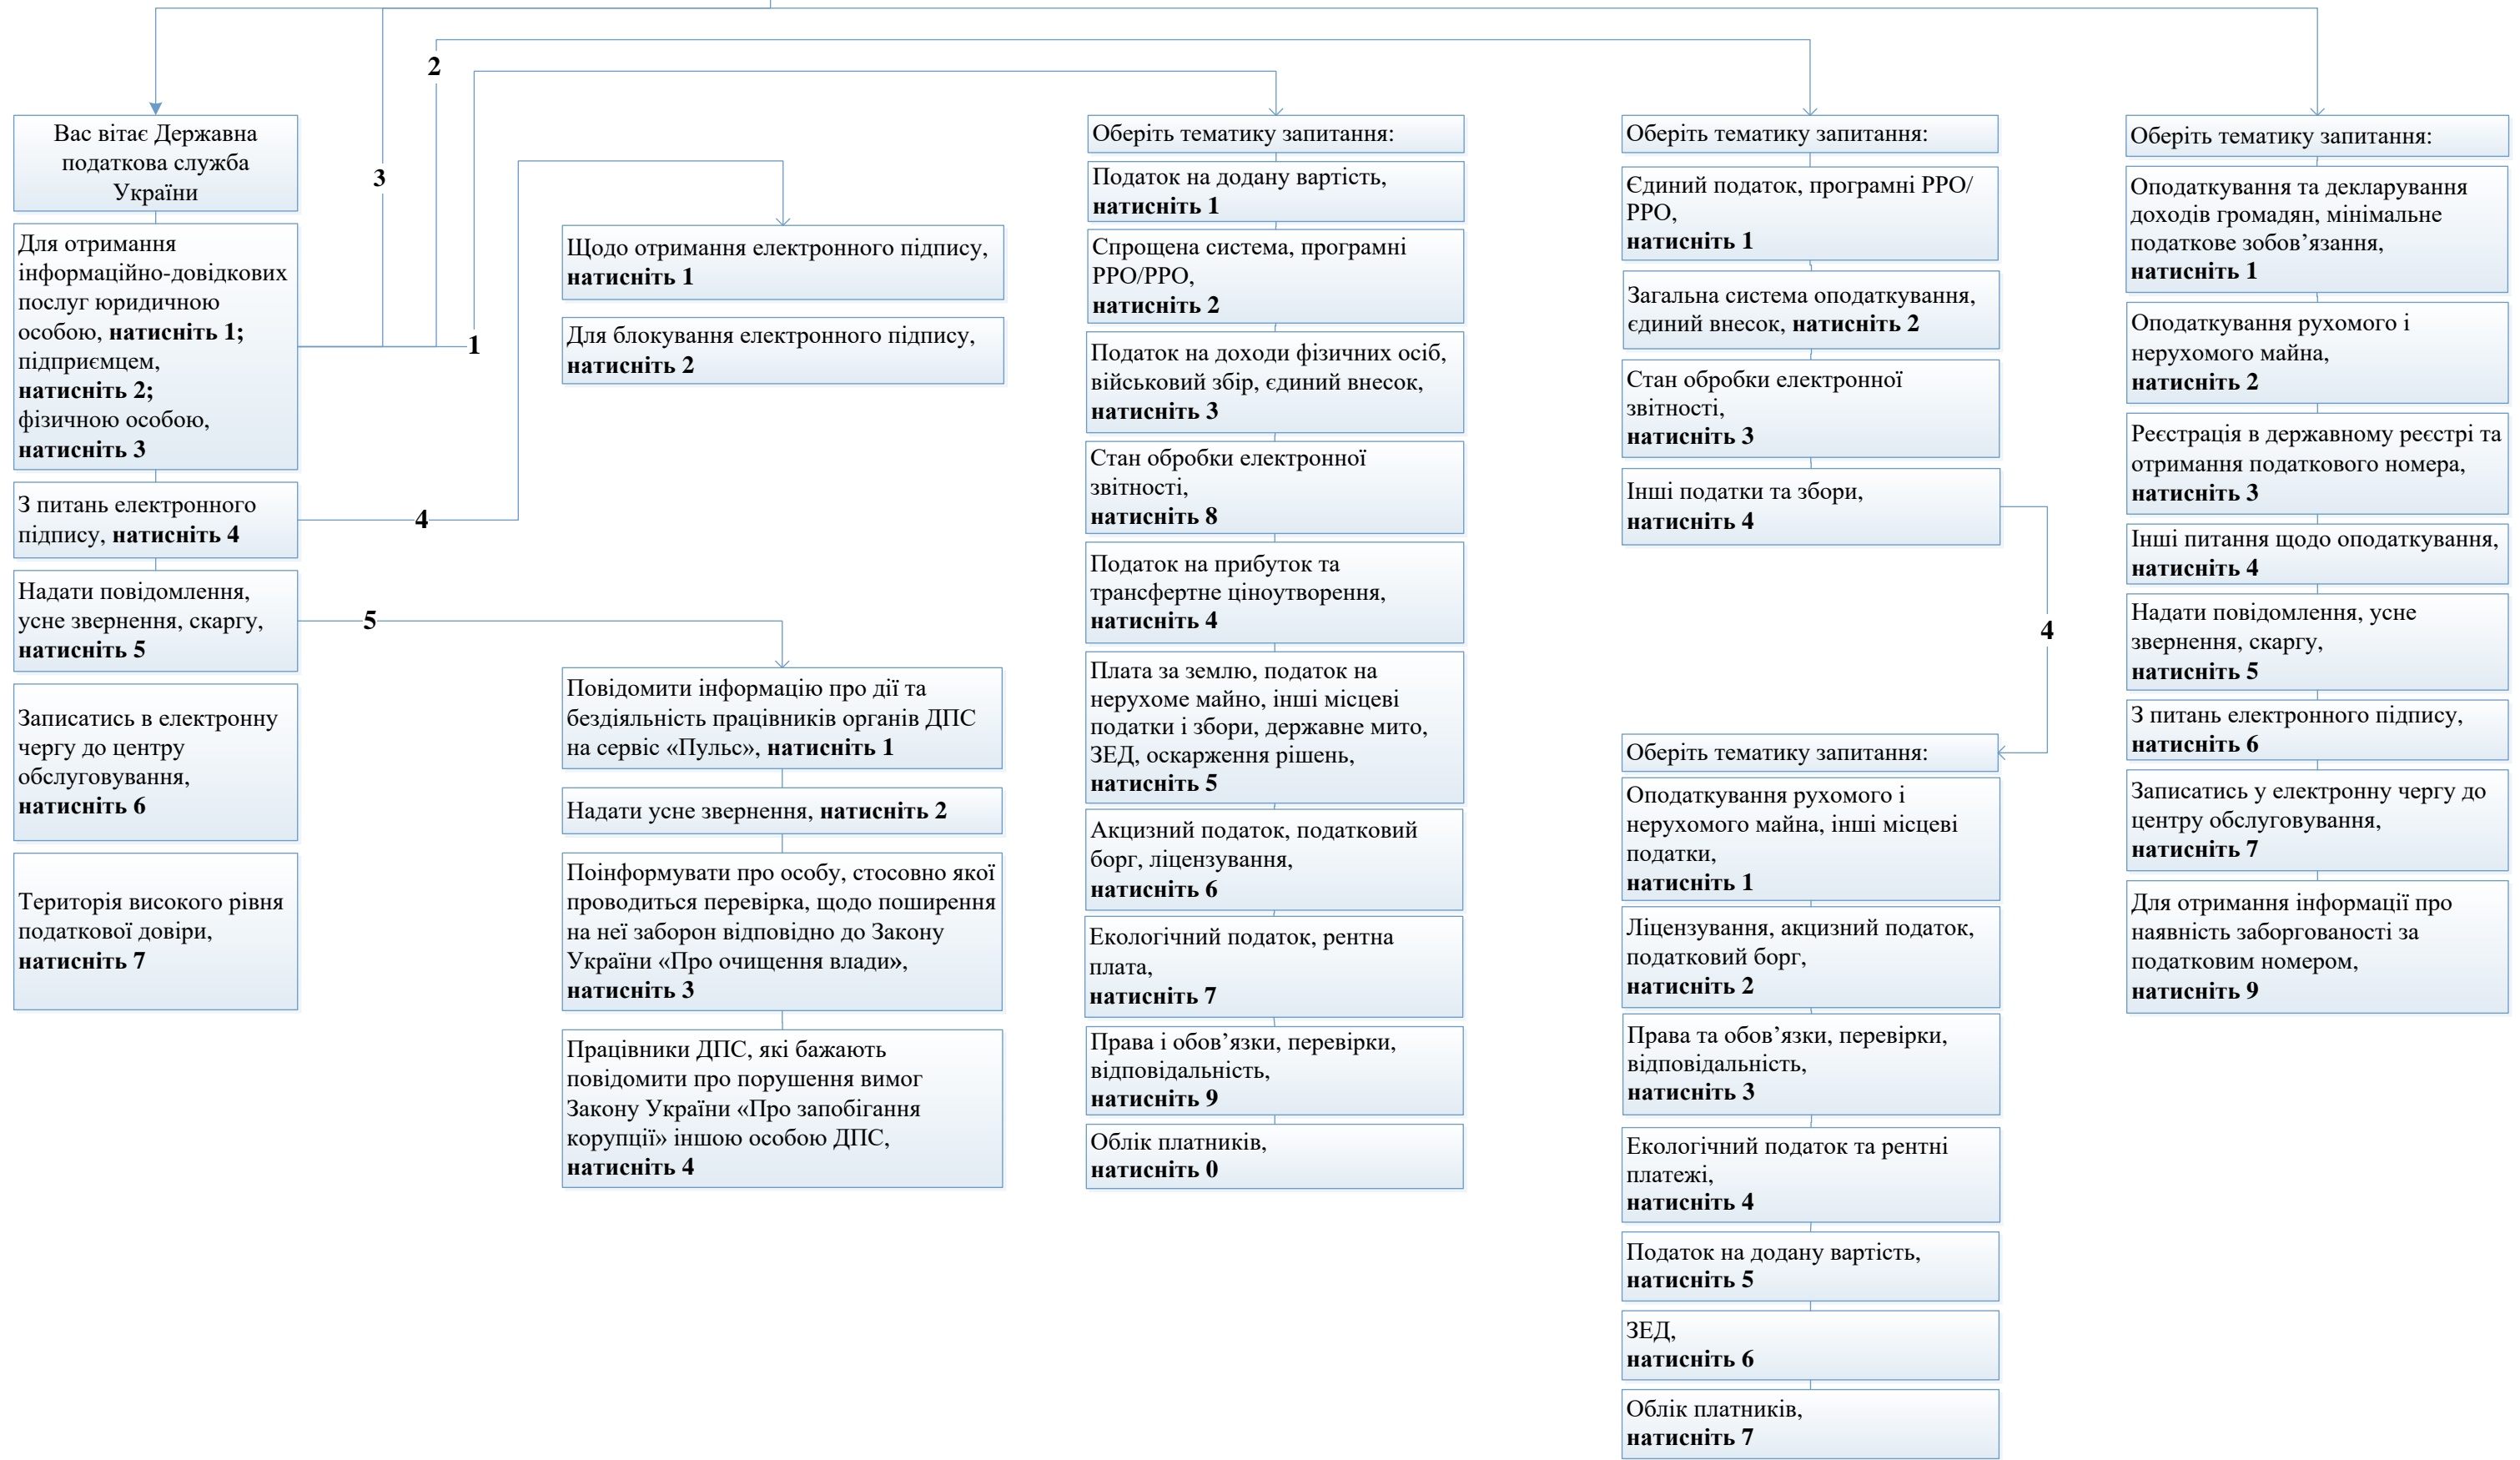 Вас вітає Державна
податкова служба
України
Для отримання
інформаційно-довідкових
послуг юридичною
особою, натисніть 1;
підприємцем,
натисніть 2;
фізичною особою,
натисніть 3
З питань електронного
підпису, натисніть 4
Надати повідомлення,
усне звернення, скаргу,
натисніть 5
Записатись в електронну
чергу до центру
обслуговування,
натисніть 6
Територія високого рівня
податкової довіри,
натисніть 7
3
2
1
4
5
Щодо отримання електронного підпису,
натисніть 1
Для блокування електронного підпису,
натисніть 2
Повідомити інформацію про дії та
бездіяльність працівників органів ДПС
на сервіс «Пульс», натисніть 1
Надати усне звернення, натисніть 2
Поінформувати про особу, стосовно якої
проводиться перевірка, щодо поширення
на неї заборон відповідно до Закону
України «Про очищення влади»,
натисніть 3
Працівники ДПС, які бажають
повідомити про порушення вимог
Закону України «Про запобігання
корупції» іншою особою ДПС,
натисніть 4
Оберіть тематику запитання:
Податок на додану вартість,
натисніть 1
Спрощена система, програмні
РРО/РРО,
натисніть 2
Податок на доходи фізичних осіб,
військовий збір, єдиний внесок,
натисніть 3
Стан обробки електронної
звітності,
натисніть 8
Податок на прибуток та
трансфертне ціноутворення,
натисніть 4
Плата за землю, податок на
нерухоме майно, інші місцеві
податки і збори, державне мито,
ЗЕД, оскарження рішень,
натисніть 5
Акцизний податок, податковий
борг, ліцензування,
натисніть 6
Екологічний податок, рентна
плата,
натисніть 7
Права і обов’язки, перевірки,
відповідальність,
натисніть 9
Облік платників,
натисніть 0
Оберіть тематику запитання:
Єдиний податок, програмні РРО/
РРО,
натисніть 1
Загальна система оподаткування,
єдиний внесок, натисніть 2
Стан обробки електронної
звітності,
натисніть 3
Інші податки та збори,
натисніть 4
4
Оберіть тематику запитання:
Оподаткування рухомого і
нерухомого майна, інші місцеві
податки,
натисніть 1
Ліцензування, акцизний податок,
податковий борг,
натисніть 2
Права та обов’язки, перевірки,
відповідальність,
натисніть 3
Екологічний податок та рентні
платежі,
натисніть 4
Податок на додану вартість,
натисніть 5
ЗЕД,
натисніть 6
Облік платників,
натисніть 7
Оберіть тематику запитання:
Оподаткування та декларування
доходів громадян, мінімальне
податкове зобов’язання,
натисніть 1
Оподаткування рухомого і
нерухомого майна,
натисніть 2
Реєстрація в державному реєстрі та
отримання податкового номера,
натисніть 3
Інші питання щодо оподаткування,
натисніть 4
Надати повідомлення, усне
звернення, скаргу,
натисніть 5
З питань електронного підпису,
натисніть 6
Записатись у електронну чергу до
центру обслуговування,
натисніть 7
Для отримання інформації про
наявність заборгованості за
податковим номером,
натисніть 9